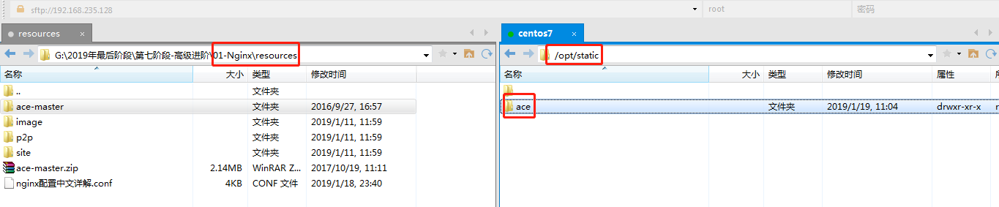 sftp://192.168.235.128 root 密码
resources × centos7 ×
G:\2019年最后阶段\第七阶段-高级进阶\01-Nginx\resources /opt/static
名称 大小 类型 修改时间 名称 大小 类型 修改时间 属性
.. 文件夹
ace-master 文件夹 2016/9/27, 16:57 ace 文件夹 2019/1/19, 11:04 drwxr-xr-x r
image 文件夹 2019/1/11, 11:59
p2p 文件夹 2019/1/11, 11:59
site 文件夹 2019/1/11, 11:59
ace-master.zip 2.14MB WinRAR Z... 2017/10/19, 11:11
nginx配置中文详解.conf 4KB CONF 文件 2019/1/18, 23:40